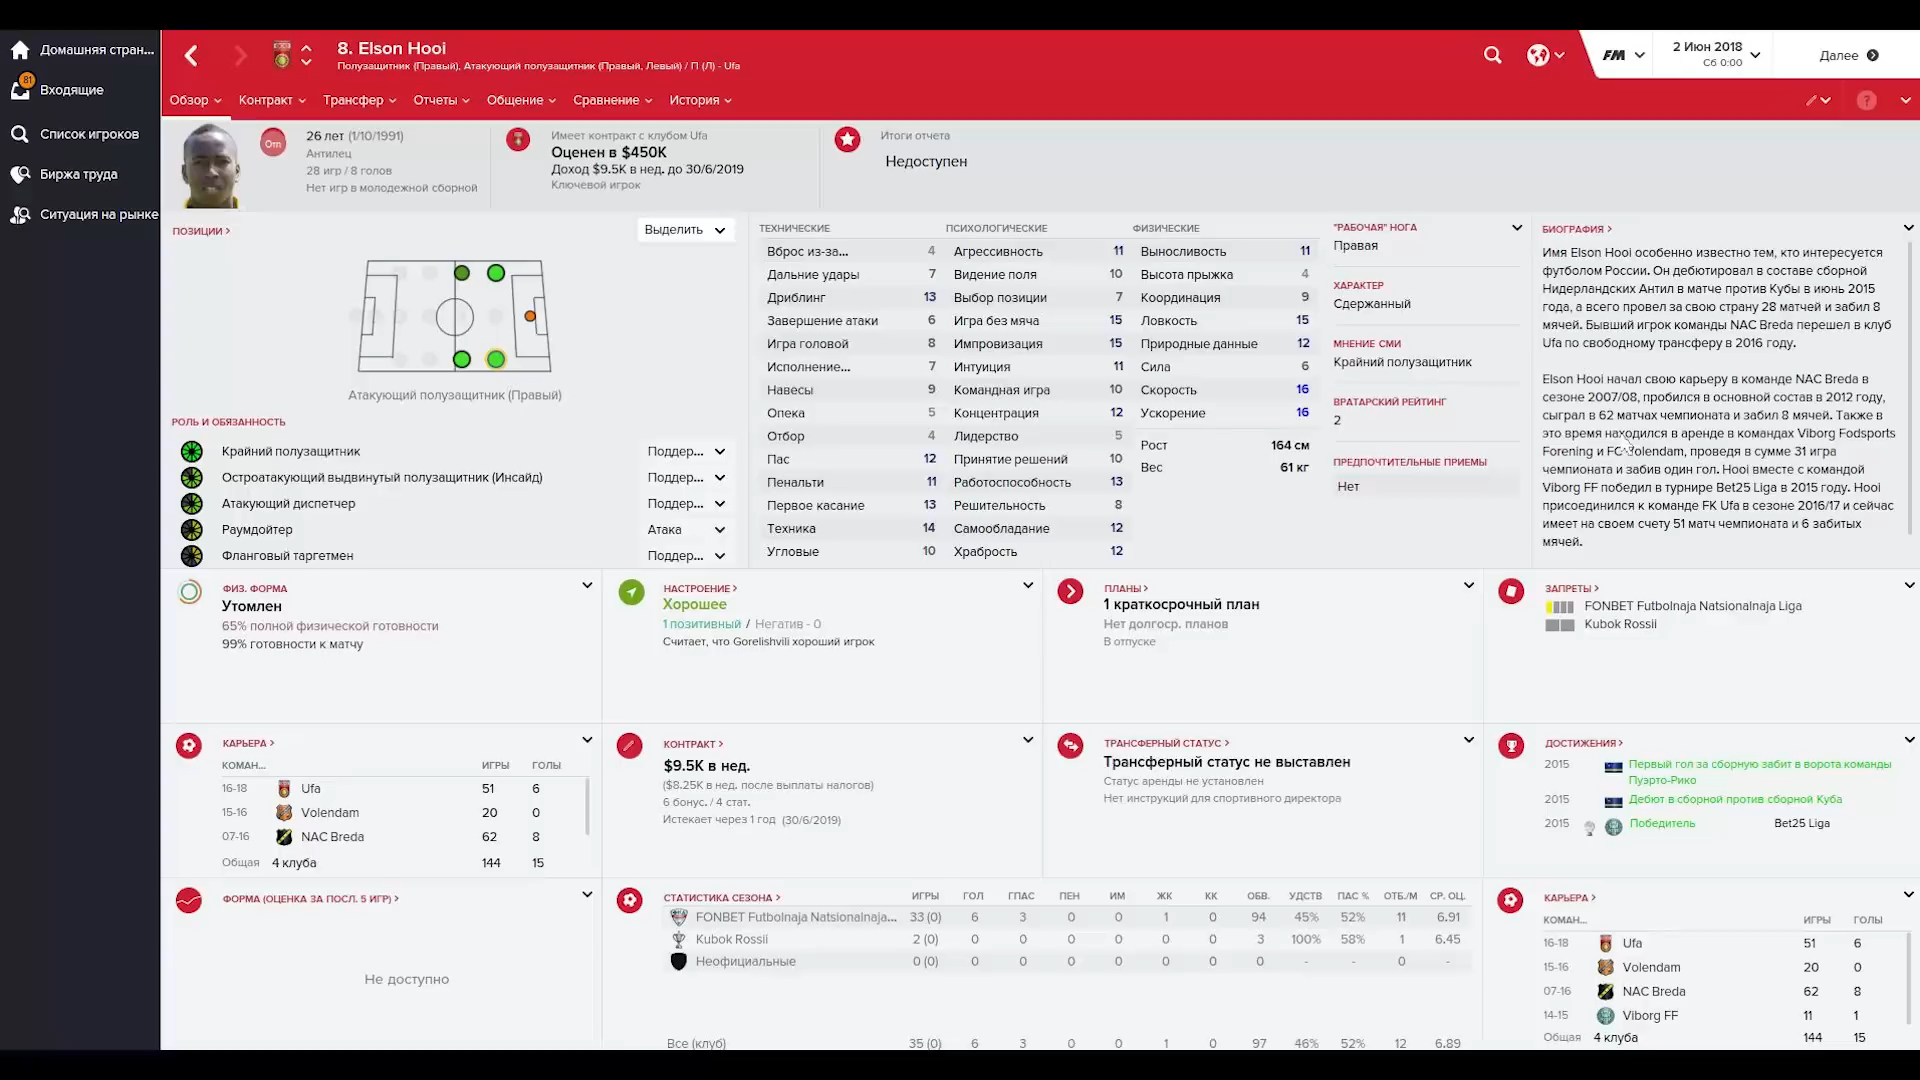 Домашняя стран...
81
Входящие
Список игроков
Биржа труда
Ситуация на рынке
8. Elson Hooi
Полузащитник (Правый), Атакующий полузащитник (Правый, Левый) / П (Л) - Ufa
FM
2 Июн 2018
Сб 0:00
Далее
Обзор
Контракт
Трансфер
Отчеты
Общение
Сравнение
История
?
Отп
26 лет (1/10/1991)
Антилец
28 игр / 8 голов
Нет игр в молодежной сборной
Имеет контракт с клубом Ufa
Оценен в $450K
Доход $9.5K в нед. до 30/6/2019
Ключевой игрок
Итоги отчета
Недоступен
ПОЗИЦИИ >
Выделить
Атакующий полузащитник (Правый)
РОЛЬ И ОБЯЗАННОСТЬ
Крайний полузащитник Поддер...
Остроатакующий выдвинутый полузащитник (Инсайд) Поддер...
Атакующий диспетчер Поддер...
Раумдойтер Атака
Фланговый таргетмен Поддер...
ТЕХНИЧЕСКИЕ
Вброс из-за... 4
Дальние удары 7
Дриблинг 13
Завершение атаки 6
Игра головой 8
Исполнение... 7
Навесы 9
Опека 5
Отбор 4
Пас 12
Пенальти 11
Первое касание 13
Техника 14
Угловые 10
ПСИХОЛОГИЧЕСКИЕ
Агрессивность 11
Видение поля 10
Выбор позиции 7
Игра без мяча 15
Импровизация 15
Интуиция 11
Командная игра 10
Концентрация 12
Лидерство 5
Принятие решений 10
Работоспособность 13
Решительность 8
Самообладание 12
Храбрость 12
ФИЗИЧЕСКИЕ
Выносливость 11
Высота прыжка 4
Координация 9
Ловкость 15
Природные данные 12
Сила 6
Скорость 16
Ускорение 16
Рост 164 см
Вес 61 кг
"РАБОЧАЯ" НОГА
Правая
ХАРАКТЕР
Сдержанный
МНЕНИЕ СМИ
Крайний полузащитник
ВРАТАРСКИЙ РЕЙТИНГ
2
ПРЕДПОЧТИТЕЛЬНЫЕ ПРИЕМЫ
Нет
БИОГРАФИЯ >
Имя Elson Hooi особенно известно тем, кто интересуется
футболом России. Он дебютировал в составе сборной
Нидерландских Антил в матче против Кубы в июнь 2015
года, а всего провел за свою страну 28 матчей и забил 8
мячей. Бывший игрок команды NAC Breda перешел в клуб
Ufa по свободному трансферу в 2016 году.
Elson Hooi начал свою карьеру в команде NAC Breda в
сезоне 2007/08, пробился в основной состав в 2012 году,
сыграл в 62 матчах чемпионата и забил 8 мячей. Также в
это время находился в аренде в командах Viborg Fodsports
Forening и FC Volendam, проведя в сумме 31 игра
чемпионата и забив один гол. Hooi вместе с командой
Viborg FF победил в турнире Bet25 Liga в 2015 году. Hooi
присоединился к команде FK Ufa в сезоне 2016/17 и сейчас
имеет на своем счету 51 матч чемпионата и 6 забитых
мячей.
ФИЗ. ФОРМА
Утомлен
65% полной физической готовности
99% готовности к матчу
НАСТРОЕНИЕ >
Хорошее
1 позитивный / Негатив - 0
Считает, что Gorelishvili хороший игрок
ПЛАНЫ >
1 краткосрочный план
Нет долгоср. планов
В отпуске
ЗАПРЕТЫ >
FONBET Futbolnaja Natsionalnaja Liga
Kubok Rossii
КАРЬЕРА >
КОМАН... ИГРЫ ГОЛЫ
16-18 Ufa 51 6
15-16 Volendam 20 0
07-16 NAC Breda 62 8
Общая 4 клуба 144 15
КОНТРАКТ >
$9.5K в нед.
($8.25K в нед. после выплаты налогов)
6 бонус. / 4 стат.
Истекает через 1 год (30/6/2019)
ТРАНСФЕРНЫЙ СТАТУС >
Трансферный статус не выставлен
Статус аренды не установлен
Нет инструкций для спортивного директора
ДОСТИЖЕНИЯ >
2015 Первый гол за сборную забит в ворота команды
Пуэрто-Рико
2015 Дебют в сборной против сборной Куба
2015 Победитель Bet25 Liga
ФОРМА (ОЦЕНКА ЗА ПОСЛ. 5 ИГР) >
Не доступно
СТАТИСТИКА СЕЗОНА > ИГРЫ ГОЛ ГПАС ПЕН ИМ ЖК КК ОБВ. УДСТВ ПАС % ОТБ./М СР. ОЦ.
FONBET Futbolnaja Natsionalnaja... 33 (0) 6 3 0 0 1 0 94 45% 52% 11 6.91
Kubok Rossii 2 (0) 0 0 0 0 0 0 3 100% 58% 1 6.45
Неофициальные 0 (0) 0 0 0 0 0 0 0 - - 0 -
Все (клуб) 35 (0) 6 3 0 0 1 0 97 46% 52% 12 6.89
КАРЬЕРА >
КОМАН... ИГРЫ ГОЛЫ
16-18 Ufa 51 6
15-16 Volendam 20 0
07-16 NAC Breda 62 8
14-15 Viborg FF 11 1
Общая 4 клуба 144 15